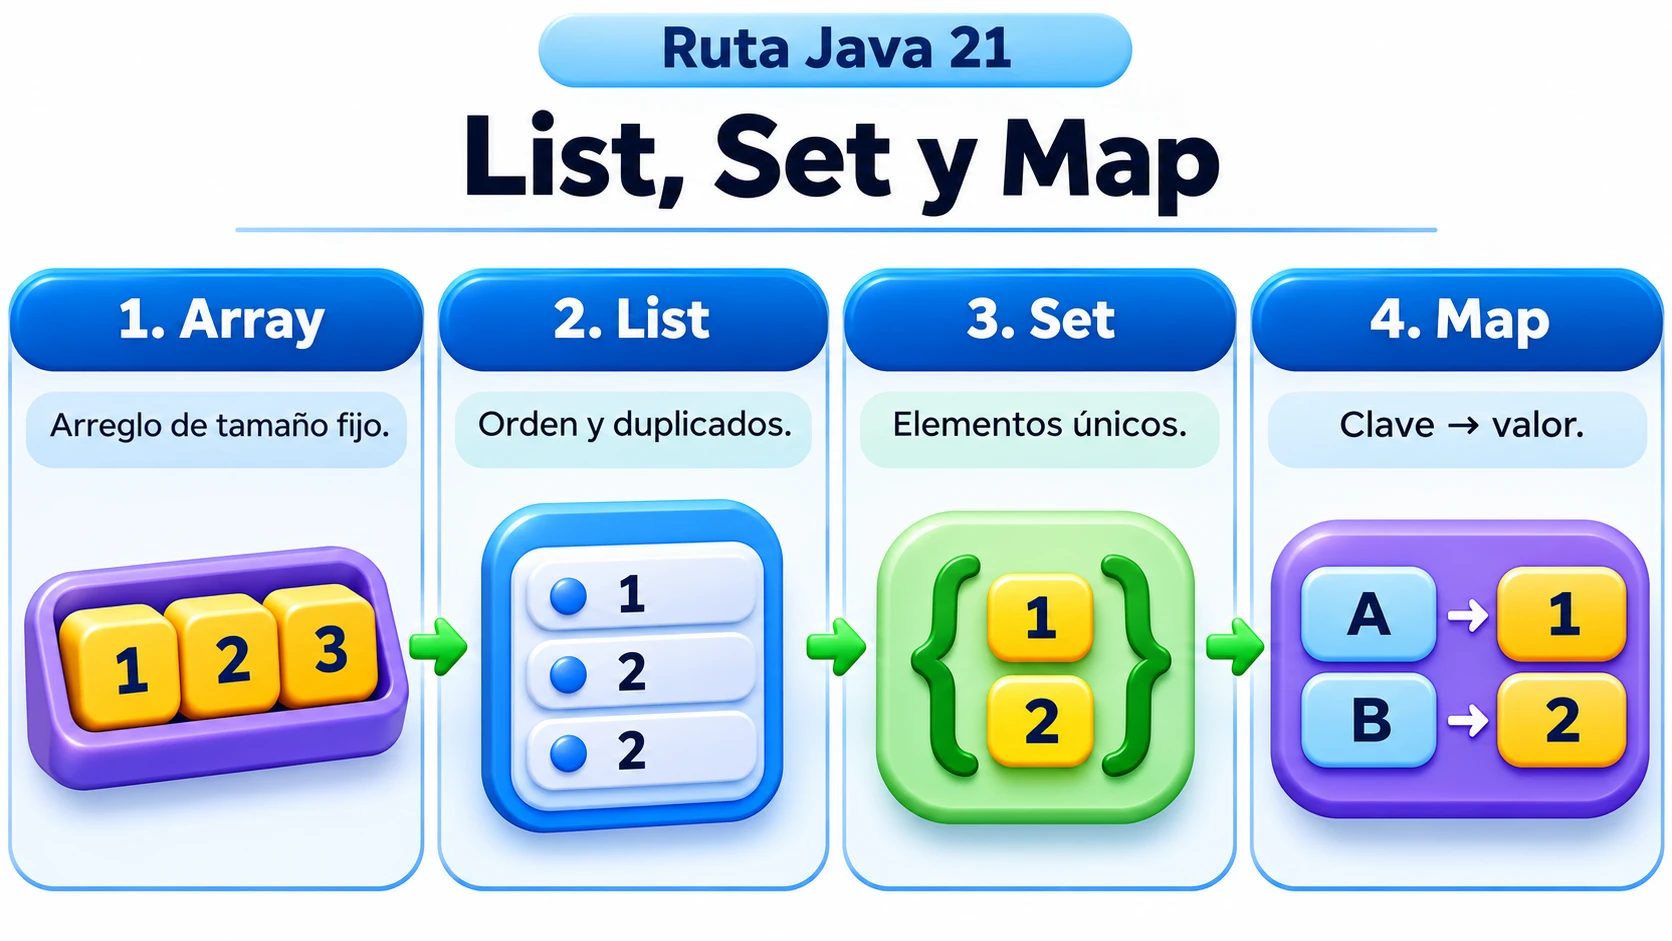 Ruta Java 21
List, Set y Map
1. Array
Arreglo de tamaño fijo.
1 2 3
2. List
Orden y duplicados.
1
2
2
3. Set
Elementos únicos.
{ 1 2 }
4. Map
Clave → valor.
A → 1
B → 2